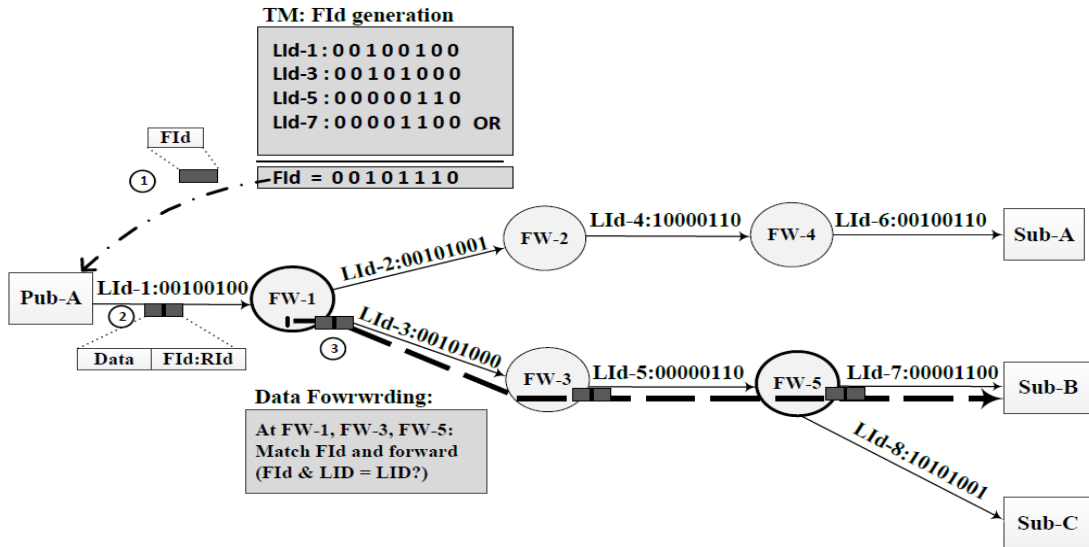 TM: FId generation
LId-1 : 0 0 1 0 0 1 0 0
LId-3 : 0 0 1 0 1 0 0 0
LId-5 : 0 0 0 0 0 1 1 0
LId-7 : 0 0 0 0 1 1 0 0 OR
FId = 0 0 1 0 1 1 1 0
FId
1
Pub-A
LId-1:00100100
2
Data
FId:RId
FW-1
3
LId-2:00101001
FW-2
LId-4:10000110
FW-4
LId-6:00100110
Sub-A
LId-3:00101000
FW-3
LId-5:00000110
FW-5
LId-7:00001100
Sub-B
LId-8:10101001
Sub-C
Data Fowrwrding:
At FW-1, FW-3, FW-5:
Match FId and forward
(FId & LID = LID?)